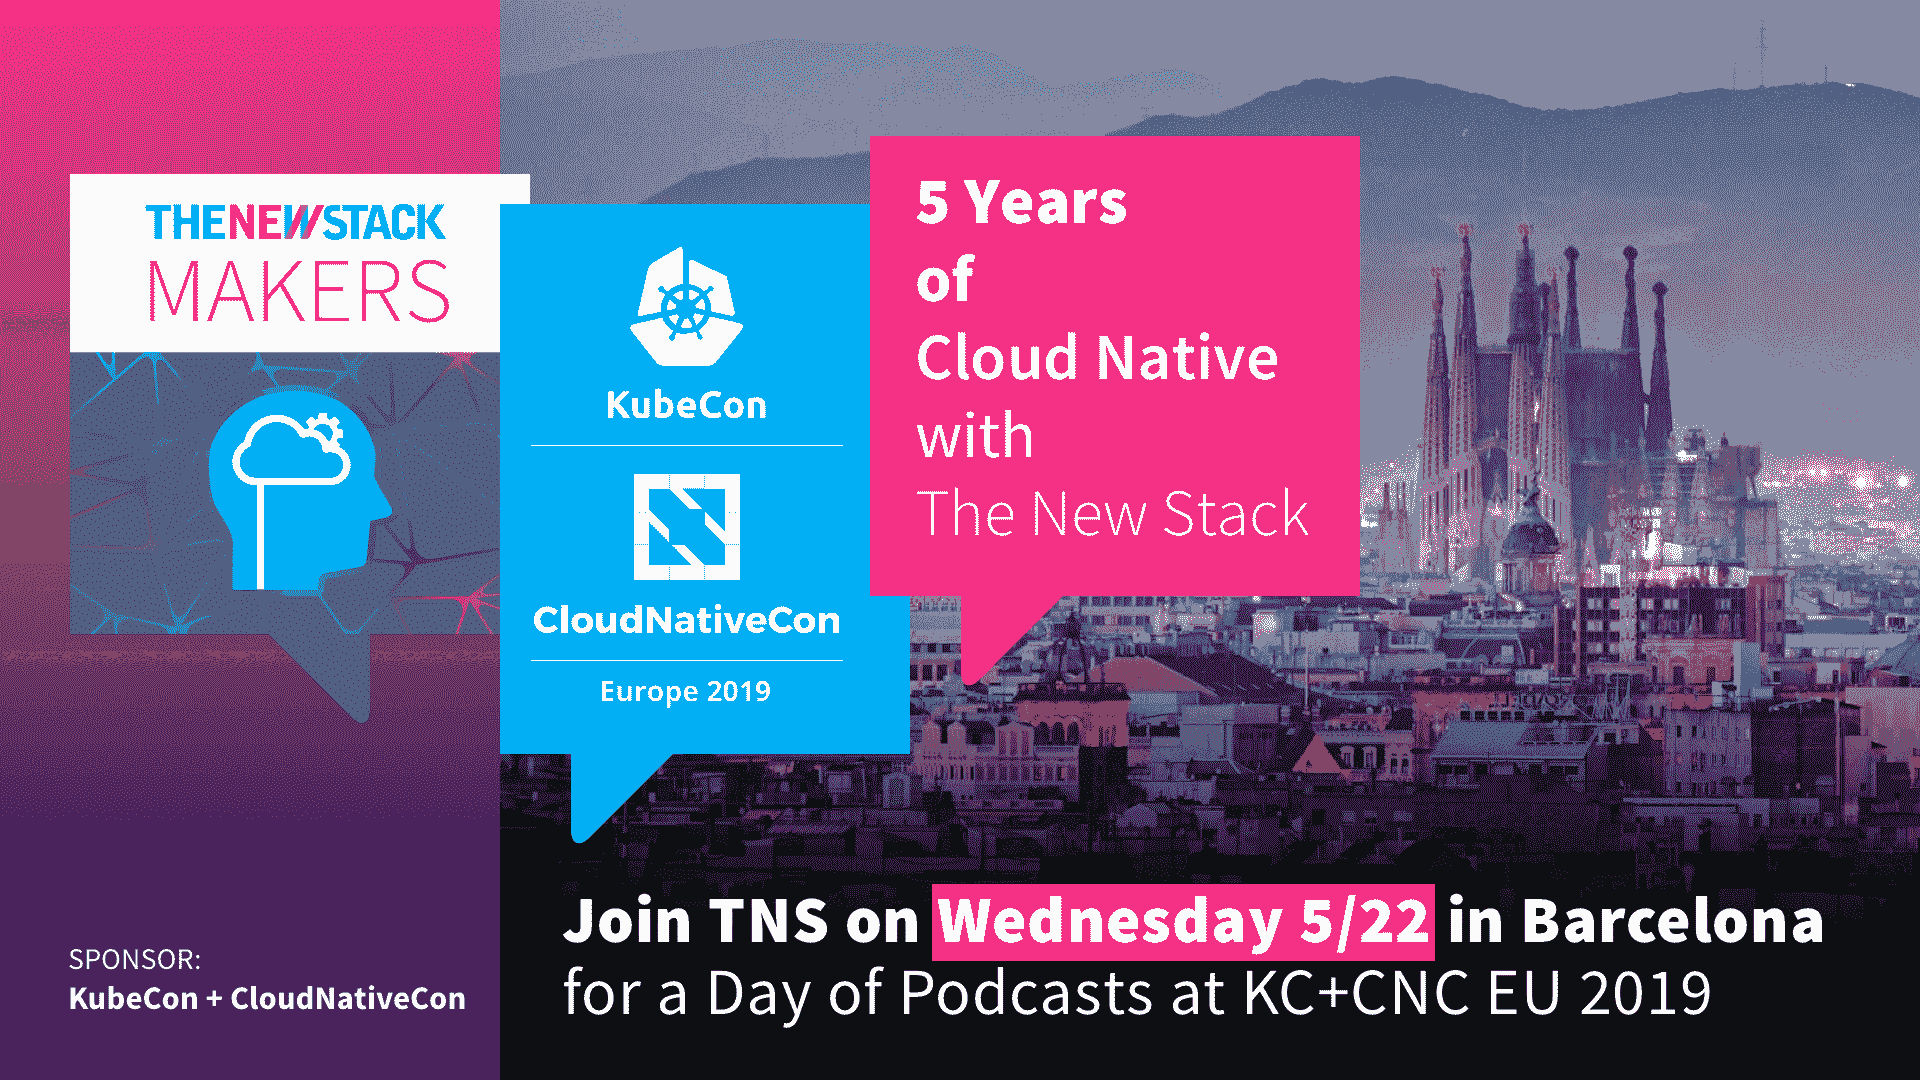 THENEWSTACK
MAKERS
KubeCon
CloudNativeCon
Europe 2019
5 Years
of
Cloud Native
with
The New Stack
SPONSOR:
KubeCon + CloudNativeCon
Join TNS on Wednesday 5/22 in Barcelona
for a Day of Podcasts at KC+CNC EU 2019